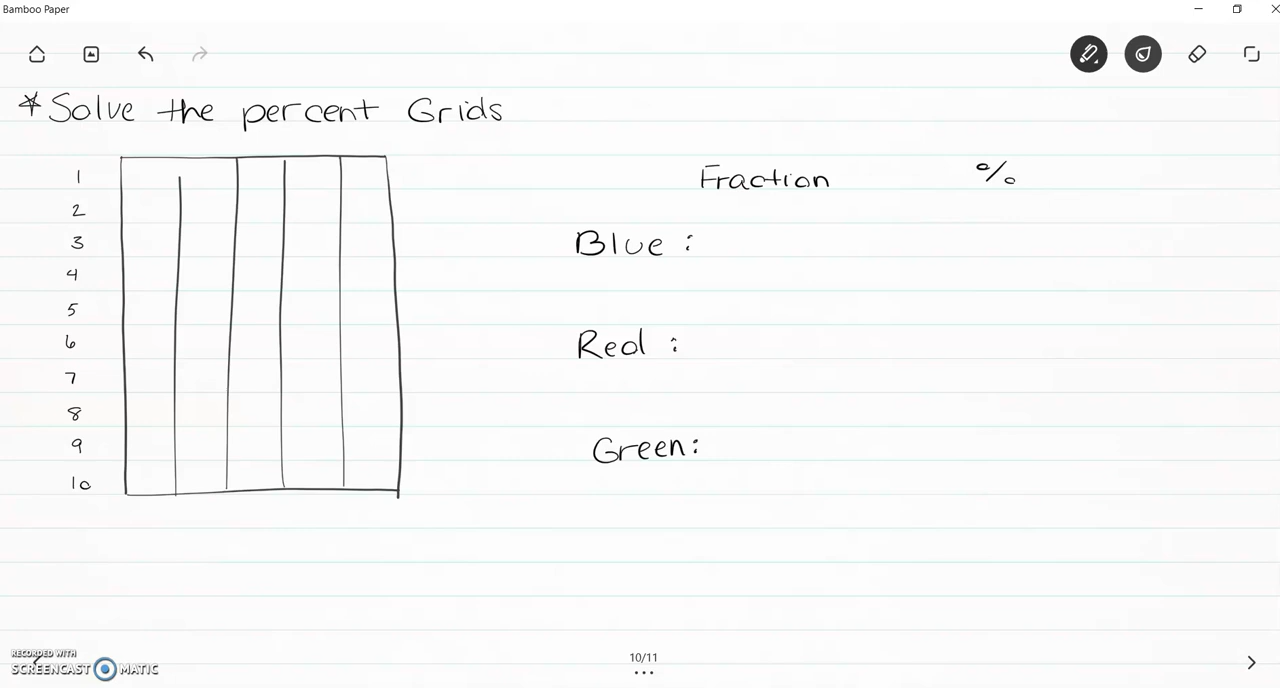 Bamboo Paper
*Solve the percent Grids
Fraction %
1
2
3
4
5
6
7
8
9
10
Blue :
Red :
Green:
10/11
RECORDED WITH
SCREENCAST MATIC